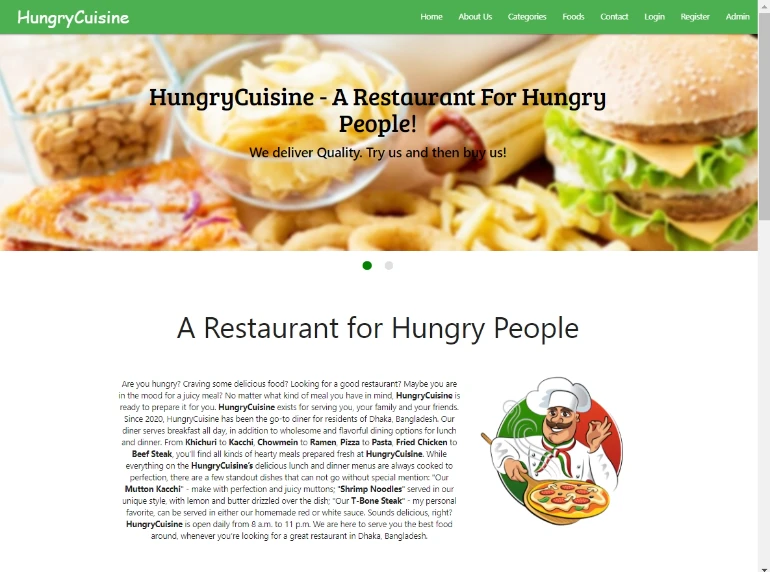 HungryCuisine
Home About Us Categories Foods Contact Login Register Admin
HungryCuisine - A Restaurant For Hungry
People!
We deliver Quality. Try us and then buy us!
A Restaurant for Hungry People
Are you hungry? Craving some delicious food? Looking for a good restaurant? Maybe you are
in the mood for a juicy meal? No matter what kind of meal you have in mind, HungryCuisine is
ready to prepare it for you. HungryCuisine exists for serving you, your family and your friends.
Since 2020, HungryCuisine has been the go-to diner for residents of Dhaka, Bangladesh. Our
diner serves breakfast all day, in addition to wholesome and flavorful dining options for lunch
and dinner. From Khichuri to Kacchi, Chowmein to Ramen, Pizza to Pasta, Fried Chicken to
Beef Steak, you'll find all kinds of hearty meals prepared fresh at HungryCuisine. While
everything on the HungryCuisine's delicious lunch and dinner menus are always cooked to
perfection, there are a few standout dishes that can not go without special mention: "Our
Mutton Kacchi" - make with perfection and juicy muttons; "Shrimp Noodles" served in our
unique style, with lemon and butter drizzled over the dish; "Our T-Bone Steak" - my personal
favorite, can be served in either our homemade red or white sauce. Sounds delicious, right?
HungryCuisine is open daily from 8 a.m. to 11 p.m. We are here to serve you the best food
around, whenever you're looking for a great restaurant in Dhaka, Bangladesh.